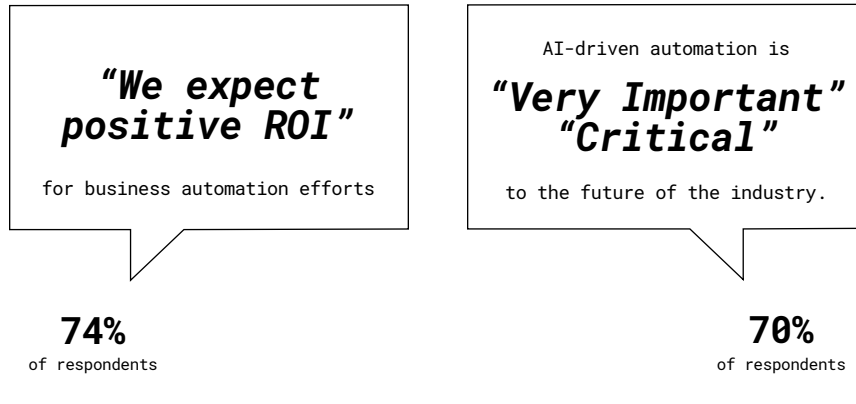 “We expect
positive ROI”
for business automation efforts
74%
of respondents
AI-driven automation is
“Very Important”
“Critical”
to the future of the industry.
70%
of respondents